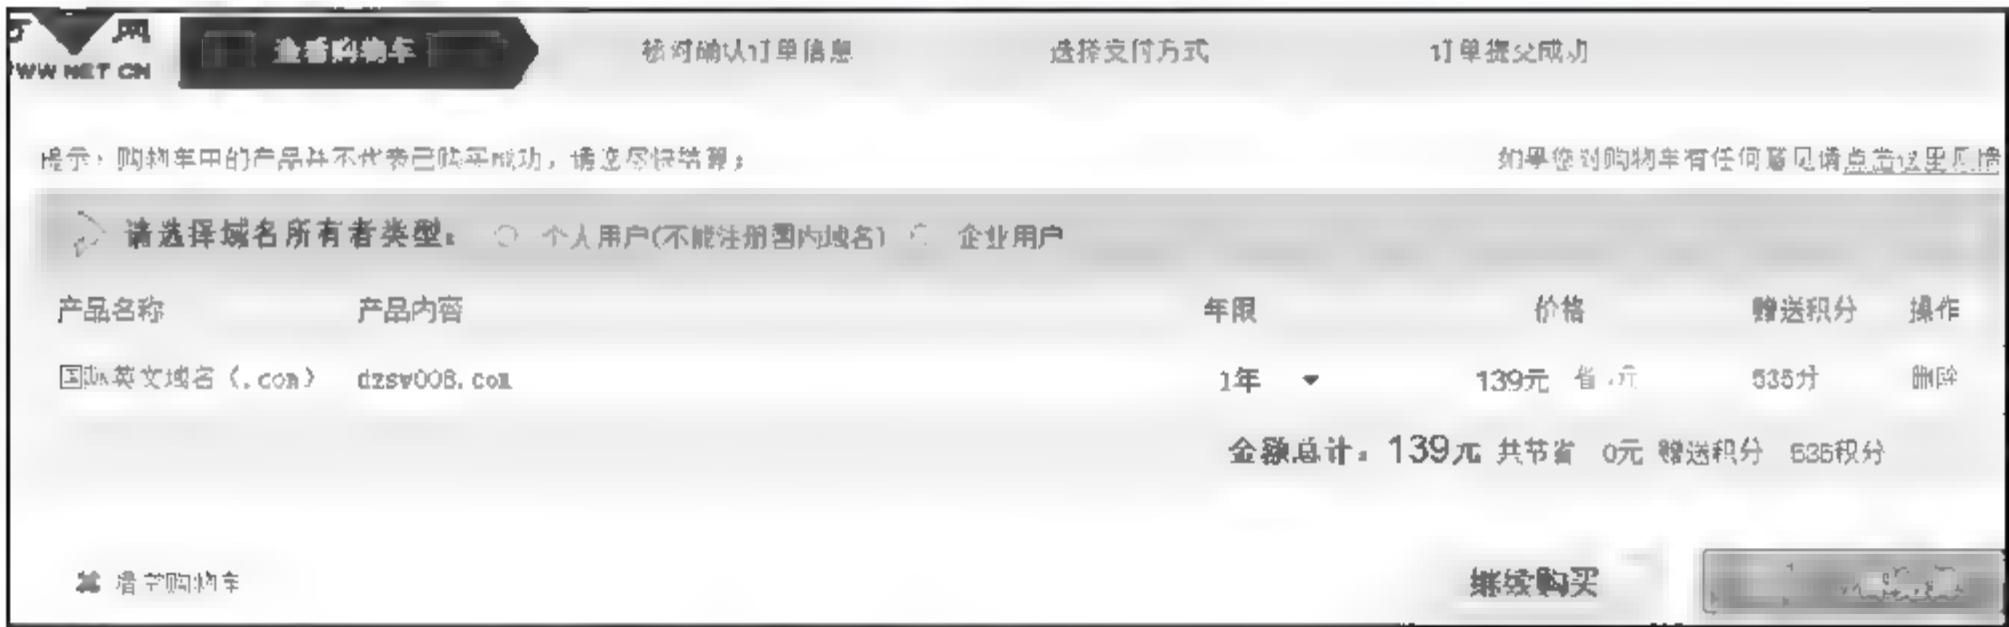 网
WWW NET CN
查看购物车 核对确认订单信息 选择支付方式 订单提交成功
提示：购物车中的产品并不代表已购买成功，请您尽快结算； 如果您对购物车有任何意见请点击这里反馈
请选择域名所有者类型： 个人用户(不能注册国内域名) 企业用户
产品名称 产品内容 年限 价格 赠送积分 操作
国际英文域名（.com） dzsw008.com 1年 139元 省 元 535分 删除
金额总计：139元 共节省 0元 赠送积分 535积分
清空购物车 继续购买